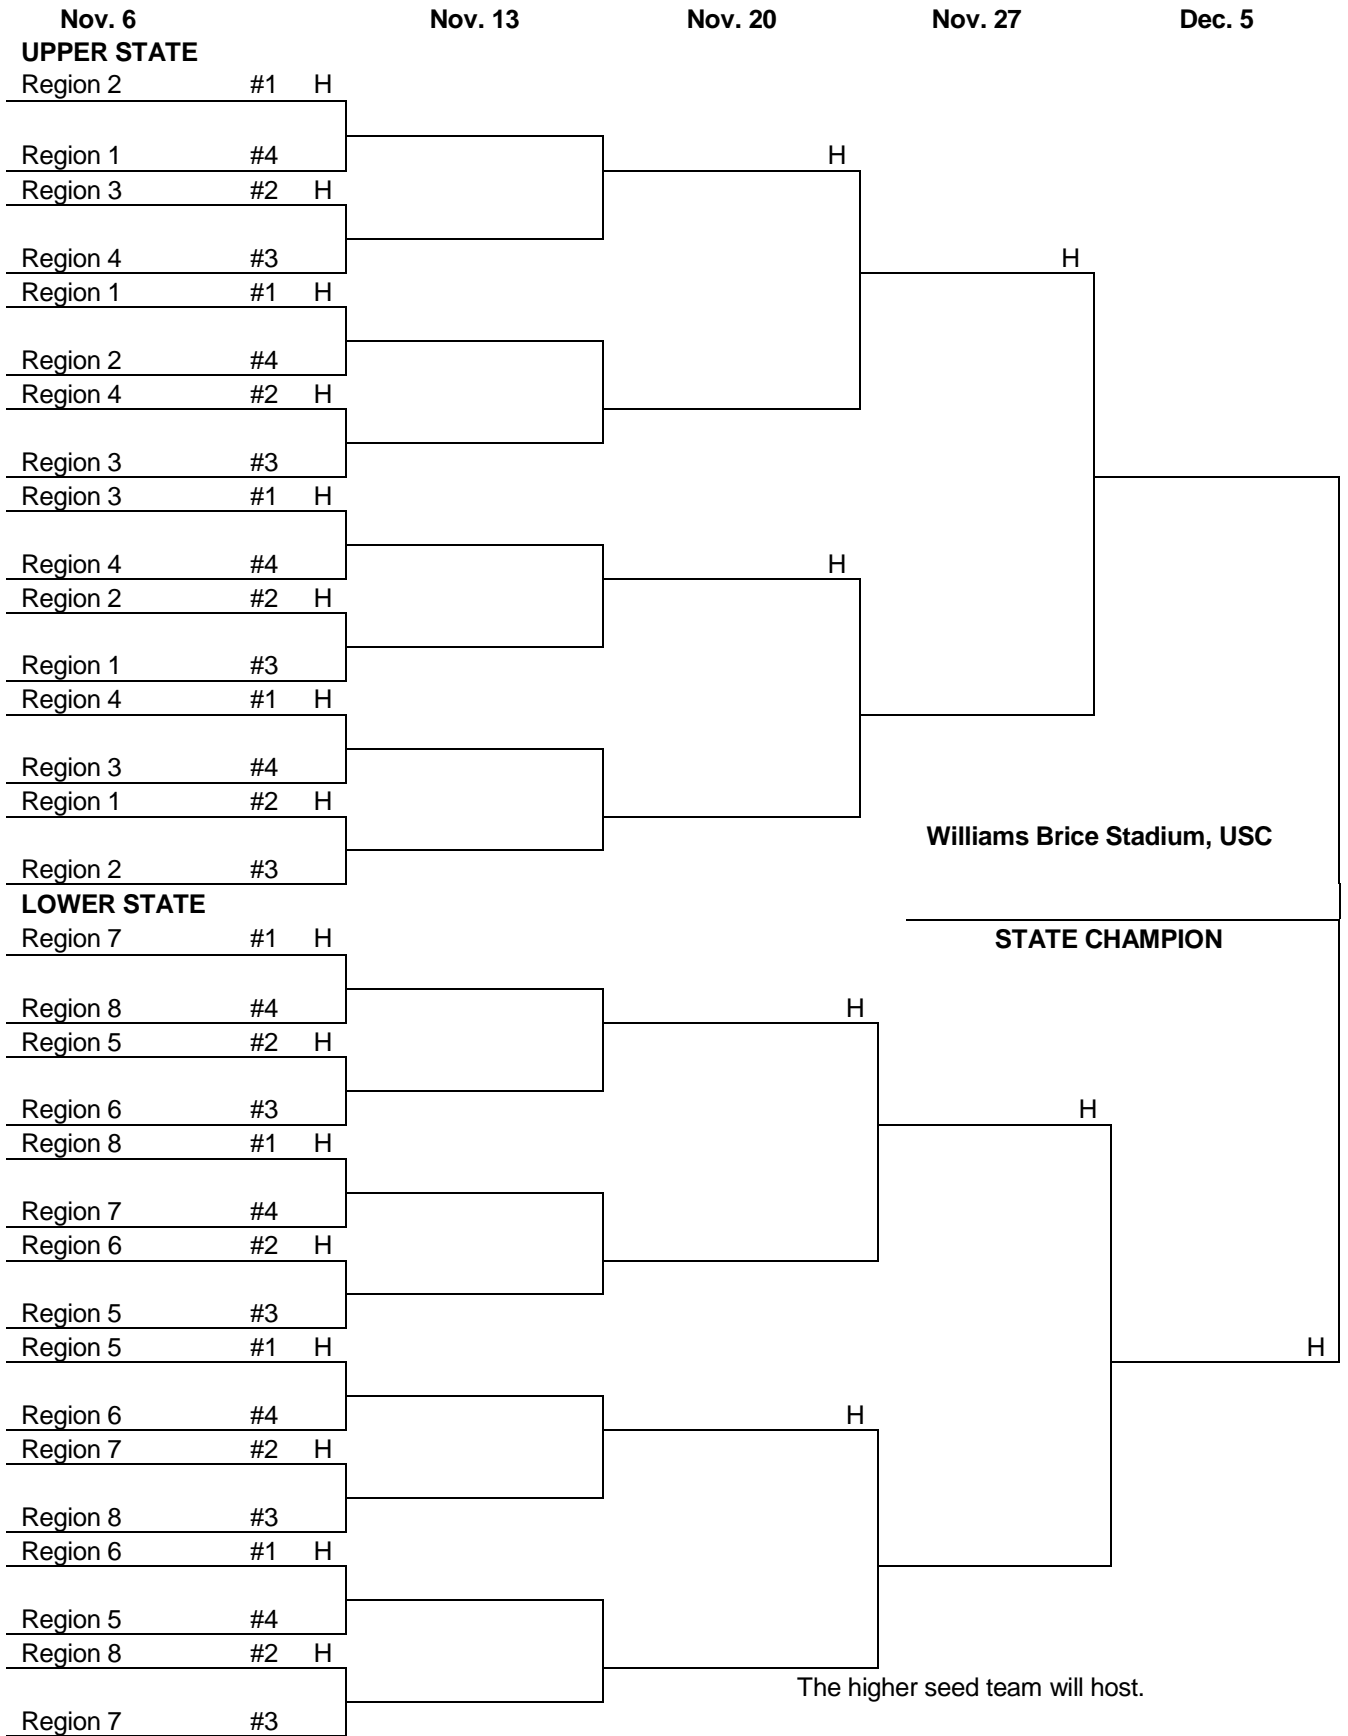 Nov. 6 Nov. 13 Nov. 20 Nov. 27 Dec. 5
UPPER STATE
Region 2 #1 H
Region 1 #4 H
Region 3 #2 H
Region 4 #3 H
Region 1 #1 H
Region 2 #4
Region 4 #2 H
Region 3 #3
Region 3 #1 H
Region 4 #4 H
Region 2 #2 H
Region 1 #3
Region 4 #1 H
Region 3 #4
Region 1 #2 H
Williams Brice Stadium, USC
Region 2 #3
LOWER STATE
Region 7 #1 H STATE CHAMPION
Region 8 #4 H
Region 5 #2 H
Region 6 #3 H
Region 8 #1 H
Region 7 #4
Region 6 #2 H
Region 5 #3
Region 5 #1 H H
Region 6 #4 H
Region 7 #2 H
Region 8 #3
Region 6 #1 H
Region 5 #4
Region 8 #2 H
The higher seed team will host.
Region 7 #3